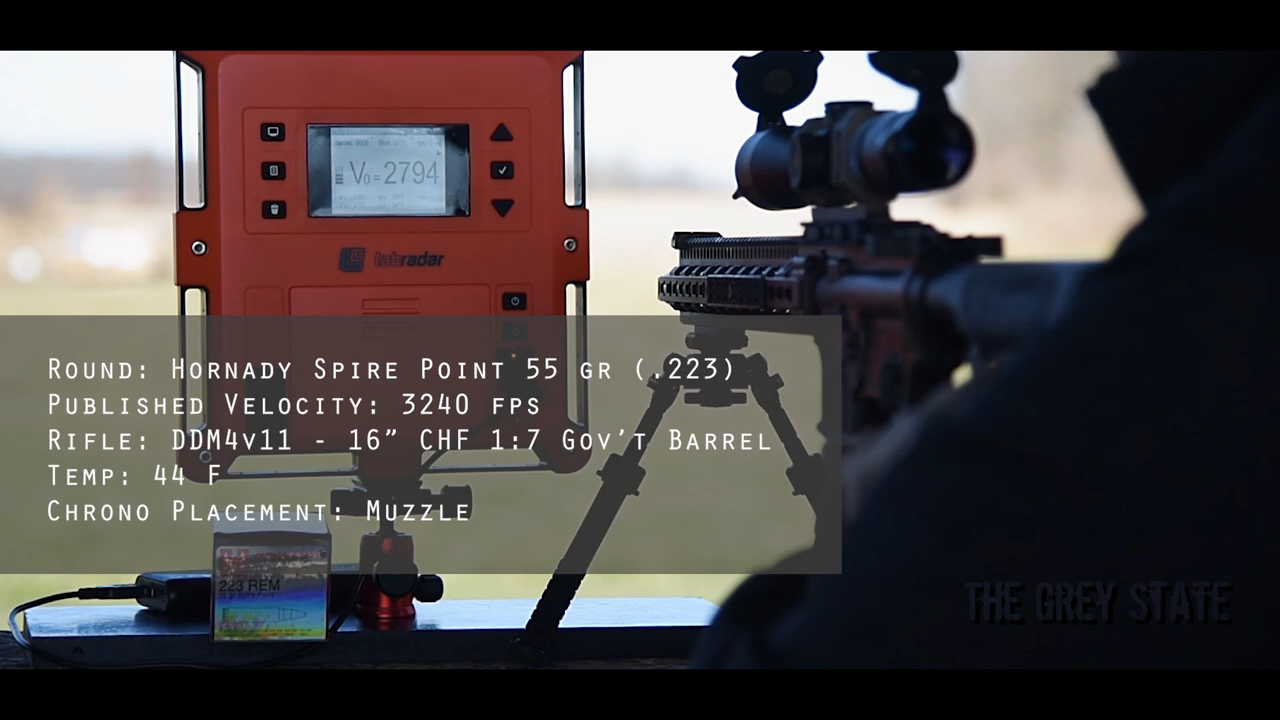 V₀=2794
labradar
Round: Hornady Spire Point 55 gr (.223)
Published Velocity: 3240 fps
Rifle: DDM4v11 - 16” CHF 1:7 Gov’t Barrel
Temp: 44 F
Chrono Placement: Muzzle
223 REM
THE GREY STATE